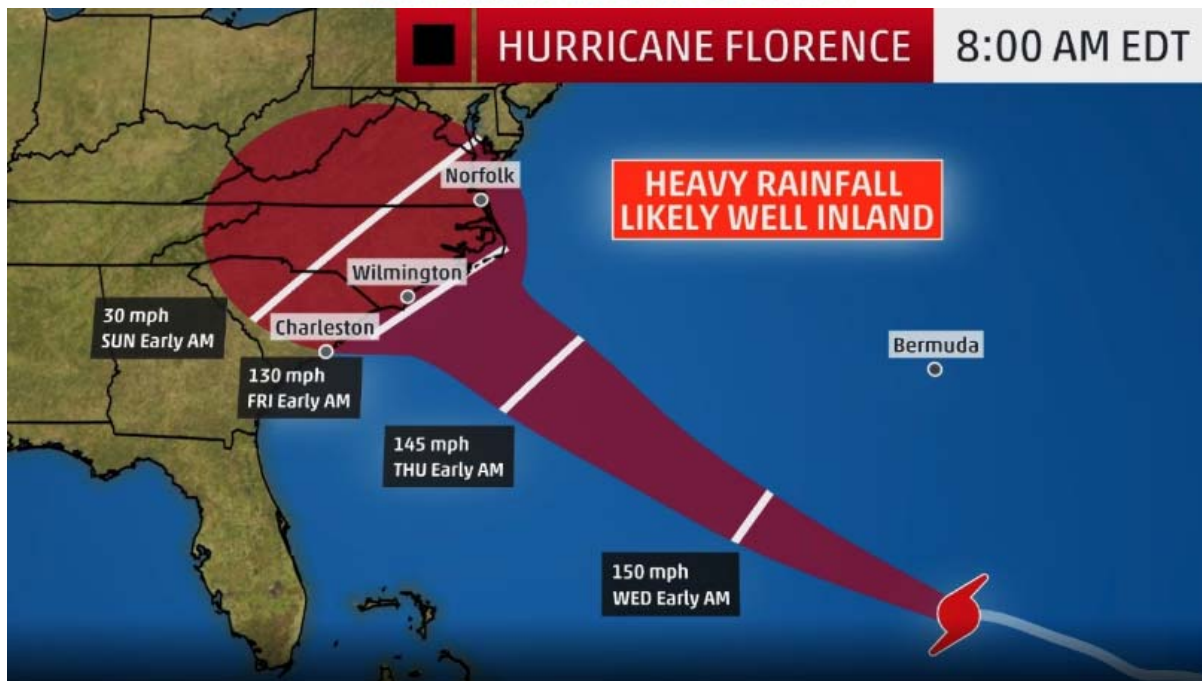 HURRICANE FLORENCE
8:00 AM EDT
HEAVY RAINFALL
LIKELY WELL INLAND
Norfolk
Wilmington
30 mph
SUN Early AM
Charleston
Bermuda
130 mph
FRI Early AM
145 mph
THU Early AM
150 mph
WED Early AM